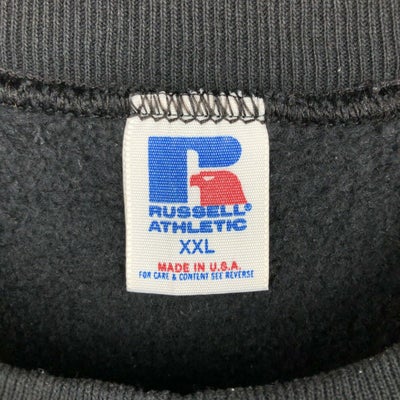 R
RUSSELL®
ATHLETIC
XXL
MADE IN U.S.A.
FOR CARE & CONTENT SEE REVERSE